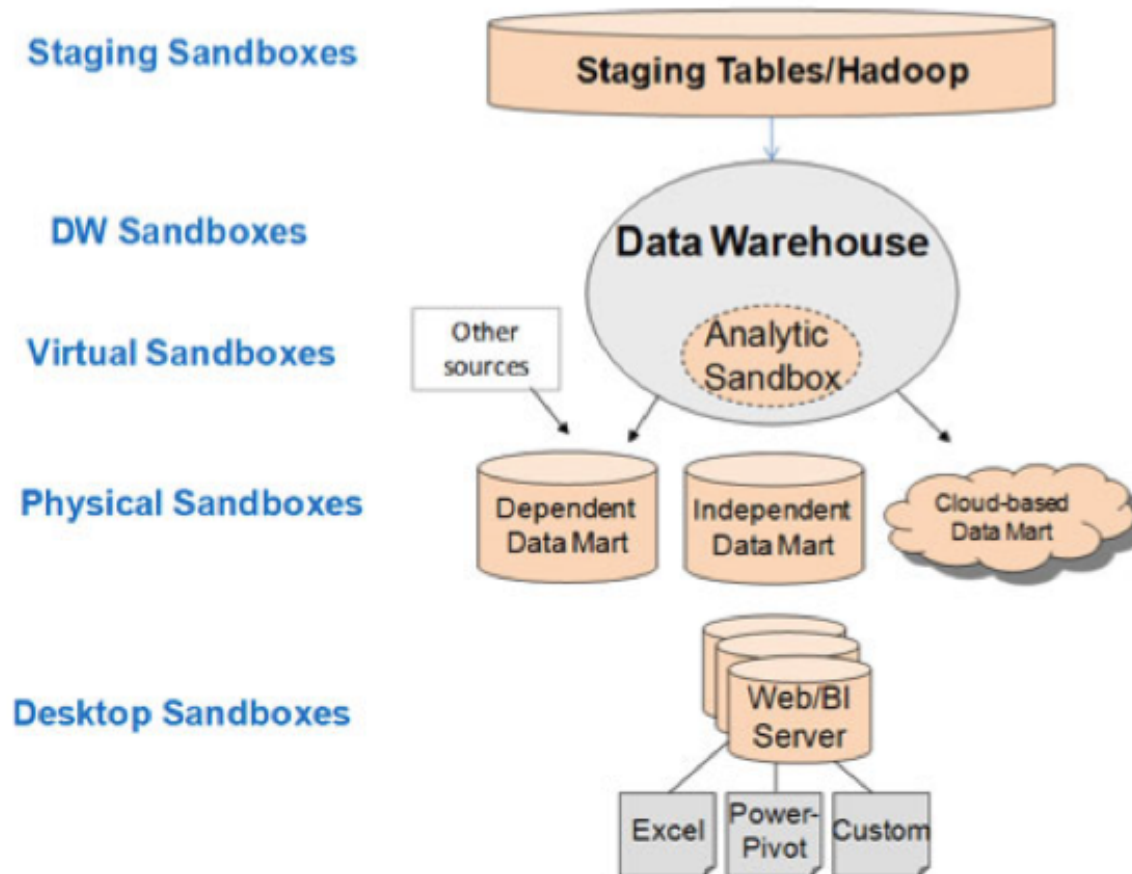 Staging Sandboxes
Staging Tables/Hadoop
DW Sandboxes
Data Warehouse
Virtual Sandboxes
Other
sources
Analytic
Sandbox
Physical Sandboxes
Dependent
Data Mart
Independent
Data Mart
Cloud-based
Data Mart
Desktop Sandboxes
Web/BI
Server
Excel
Power-
Pivot
Custom